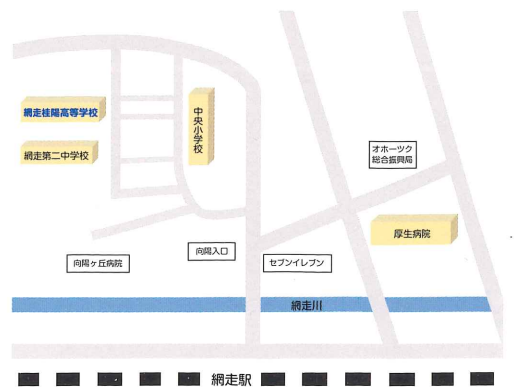 網走桂陽高等学校
中央小学校
オホーツク
総合振興局
網走第二中学校
厚生病院
向陽入口
向陽ヶ丘病院
セブンイレブン
網走川
網走駅